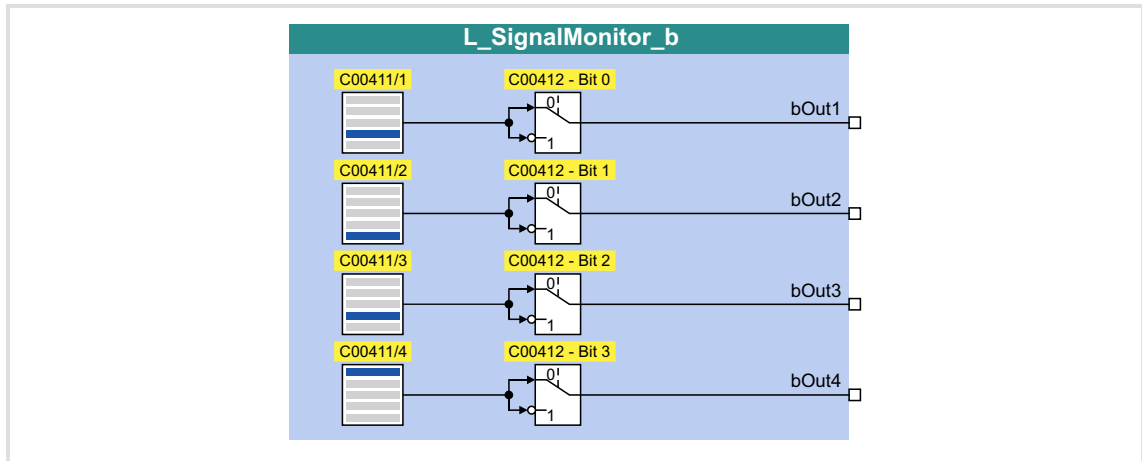 L_SignalMonitor_b
C00411/1 C00412 - Bit 0
0
bOut1
1
C00411/2 C00412 - Bit 1
0
bOut2
1
C00411/3 C00412 - Bit 2
0
bOut3
1
C00411/4 C00412 - Bit 3
0
bOut4
1